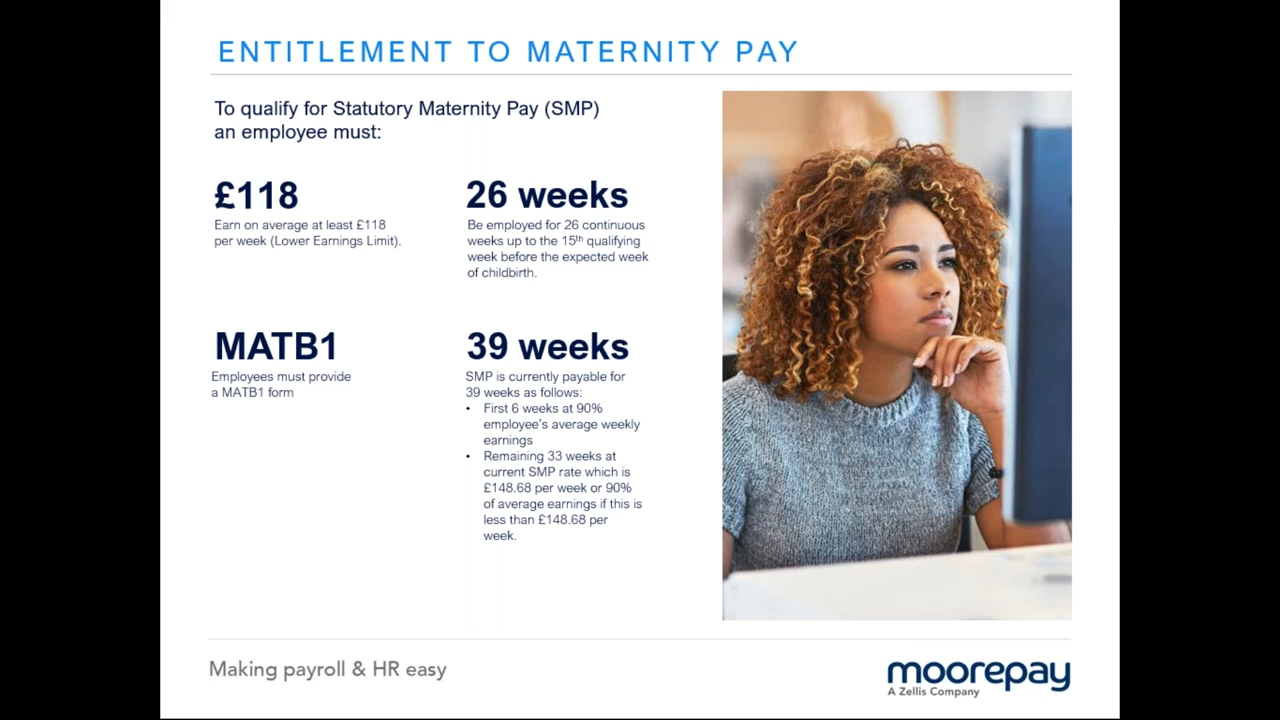 ENTITLEMENT TO MATERNITY PAY
To qualify for Statutory Maternity Pay (SMP)
an employee must:
£118
Earn on average at least £118
per week (Lower Earnings Limit).
26 weeks
Be employed for 26 continuous
weeks up to the 15th qualifying
week before the expected week
of childbirth.
MATB1
Employees must provide
a MATB1 form
39 weeks
SMP is currently payable for
39 weeks as follows:
• First 6 weeks at 90%
employee's average weekly
earnings
• Remaining 33 weeks at
current SMP rate which is
£148.68 per week or 90%
of average earnings if this is
less than £148.68 per
week.
Making payroll & HR easy
moorepay
A Zellis Company